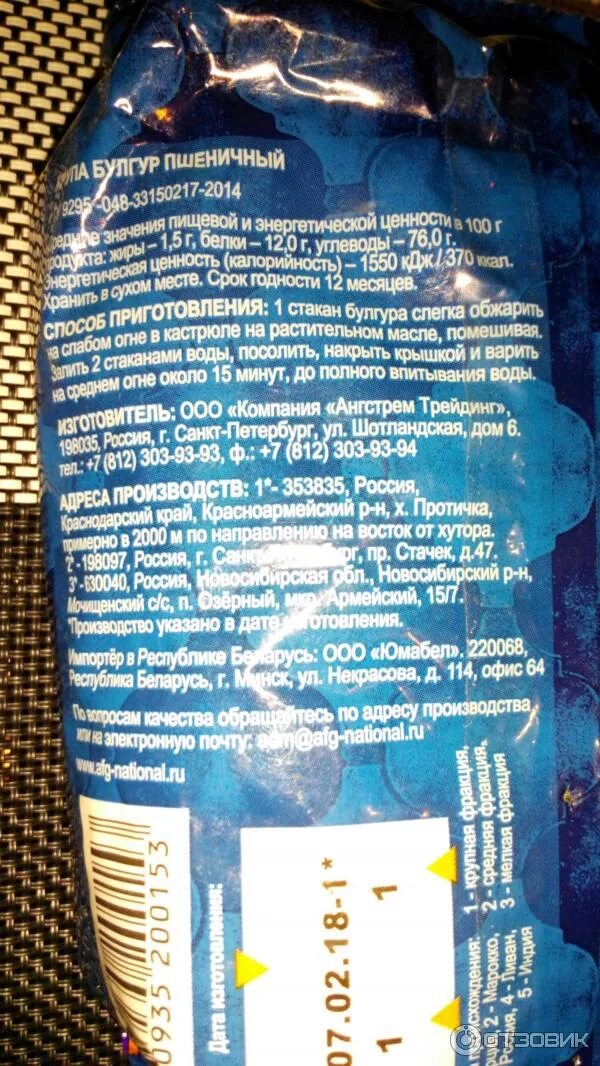 КРУПА БУЛГУР ПШЕНИЧНЫЙ
9295-048-33150217-2014
Средние значения пищевой и энергетической ценности в 100 г
продукта: жиры – 1,5 г, белки – 12,0 г, углеводы – 76,0 г.
Энергетическая ценность (калорийность) – 1550 кДж / 370 ккал.
Хранить в сухом месте. Срок годности 12 месяцев.
СПОСОБ ПРИГОТОВЛЕНИЯ: 1 стакан булгура слегка обжарить
на слабом огне в кастрюле на растительном масле, помешивая.
Залить 2 стаканами воды, посолить, накрыть крышкой и варить
на среднем огне около 15 минут, до полного впитывания воды.
ИЗГОТОВИТЕЛЬ: ООО «Компания «Ангстрем Трейдинг»,
198035, Россия, г. Санкт-Петербург, ул. Шотландская, дом 6.
тел.: +7 (812) 303-93-93, ф.: +7 (812) 303-93-94
АДРЕСА ПРОИЗВОДСТВ: 1*- 353835, Россия,
Краснодарский край, Красноармейский р-н, х. Протичка,
примерно в 2000 м по направлению на восток от хутора.
2*- 198097, Россия, г. Санкт-Петербург, пр. Стачек, д.47.
3*- 630040, Россия, Новосибирская обл., Новосибирский р-н,
Мочищенский с/с, п. Озёрный, мкр. Армейский, 15/7.
*Производство указано в дате изготовления.
Импортёр в Республике Беларусь: ООО «Юмабел». 220068,
Республика Беларусь, г. Минск, ул. Некрасова, д. 114, офис 64
По вопросам качества обращайтесь по адресу производства
или на электронную почту: adm@afg-national.ru
www.afg-national.ru
0935 200153
Дата изготовления:
07.02.18-1*
1 1
1 - крупная фракция,
2 - средняя фракция,
3 - мелкая фракция
2 - Марокко,
4 - Ливан,
5 - Индия
ОТЗОВИК